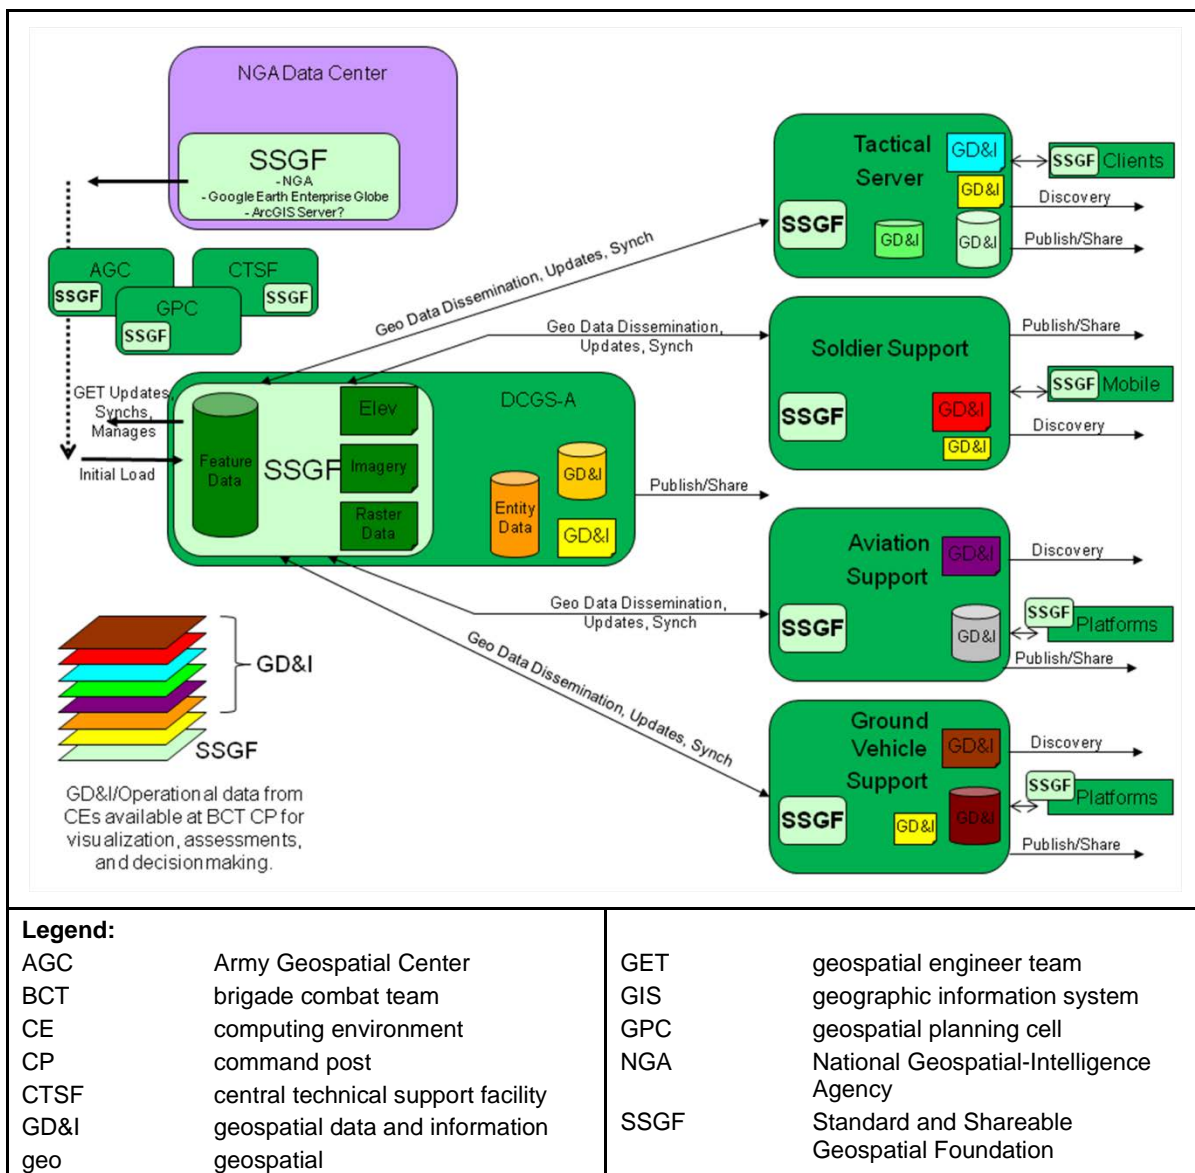 NGA Data Center
SSGF
- NGA
- Google Earth Enterprise Globe
- ArcGIS Server?
AGC
SSGF
CTSF
SSGF
GPC
SSGF
GET Updates,
Synchs,
Manages
Initial Load
Feature
Data
SSGF
Elev
Imagery
Raster
Data
DCGS-A
Entity
Data
GD&I
GD&I
Publish/Share
Geo Data Dissemination, Updates, Synch
Geo Data Dissemination,
Updates, Synch
Geo Data Dissemination,
Updates, Synch
Geo Data Dissemination, Updates, Synch
Tactical
Server
SSGF
GD&I
GD&I
GD&I
GD&I
SSGF Clients
Discovery
Publish/Share
Soldier Support
SSGF
GD&I
GD&I
Publish/Share
SSGF Mobile
Discovery
Aviation
Support
SSGF
GD&I
GD&I
Discovery
SSGF
Platforms
Publish/Share
Ground
Vehicle
Support
SSGF
GD&I
GD&I
GD&I
Discovery
SSGF
Platforms
Publish/Share
GD&I
SSGF
GD&I/Operational data from
CEs available at BCT CP for
visualization, assessments,
and decisionmaking.
Legend:
AGC Army Geospatial Center
BCT brigade combat team
CE computing environment
CP command post
CTSF central technical support facility
GD&I geospatial data and information
geo geospatial
GET geospatial engineer team
GIS geographic information system
GPC geospatial planning cell
NGA National Geospatial-Intelligence
Agency
SSGF Standard and Shareable
Geospatial Foundation